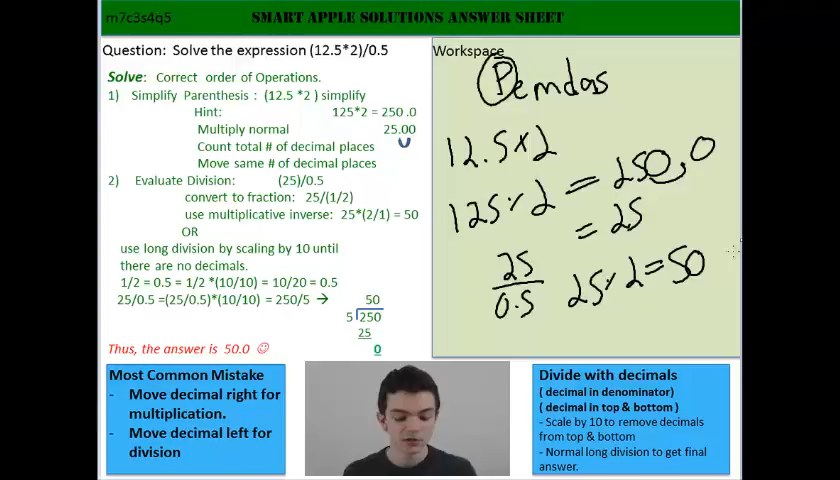 m7c3s4q5
SMART APPLE SOLUTIONS ANSWER SHEET
Question: Solve the expression (12.5*2)/0.5
Solve: Correct order of Operations.
1) Simplify Parenthesis : (12.5 *2 ) simplify
Hint: 125*2 = 250 .0
Multiply normal 25.00
Count total # of decimal places
Move same # of decimal places
2) Evaluate Division: (25)/0.5
convert to fraction: 25/(1/2)
use multiplicative inverse: 25*(2/1) = 50
OR
use long division by scaling by 10 until
there are no decimals.
1/2 = 0.5 = 1/2 *(10/10) = 10/20 = 0.5
25/0.5 =(25/0.5)*(10/10) = 250/5 → 50
5 250
25
0
Thus, the answer is 50.0 ☺
Workspace
Pemdas
12.5×2
125×2 = 250.0
= 25
25
0.5
25×2=50
Most Common Mistake
- Move decimal right for
multiplication.
- Move decimal left for
division
Divide with decimals
( decimal in denominator)
( decimal in top & bottom )
- Scale by 10 to remove decimals
from top & bottom
- Normal long division to get final
answer.